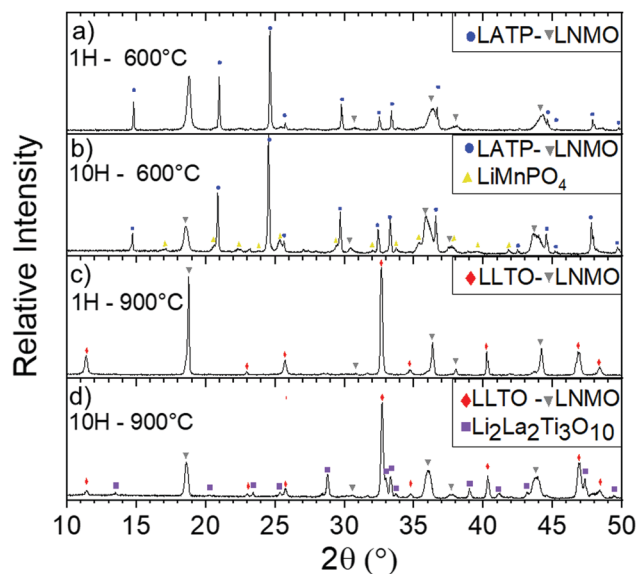 Relative Intensity
a)
1H - 600°C
LATP-LNMO
b)
10H - 600°C
LATP-LNMO
LiMnPO₄
c)
1H-900°C
LLTO-LNMO
d)
10H-900°C
LLTO -LNMO
Li₂La₂Ti₃O₁₀
10 15 20 25 30 35 40 45 50
2θ (°)